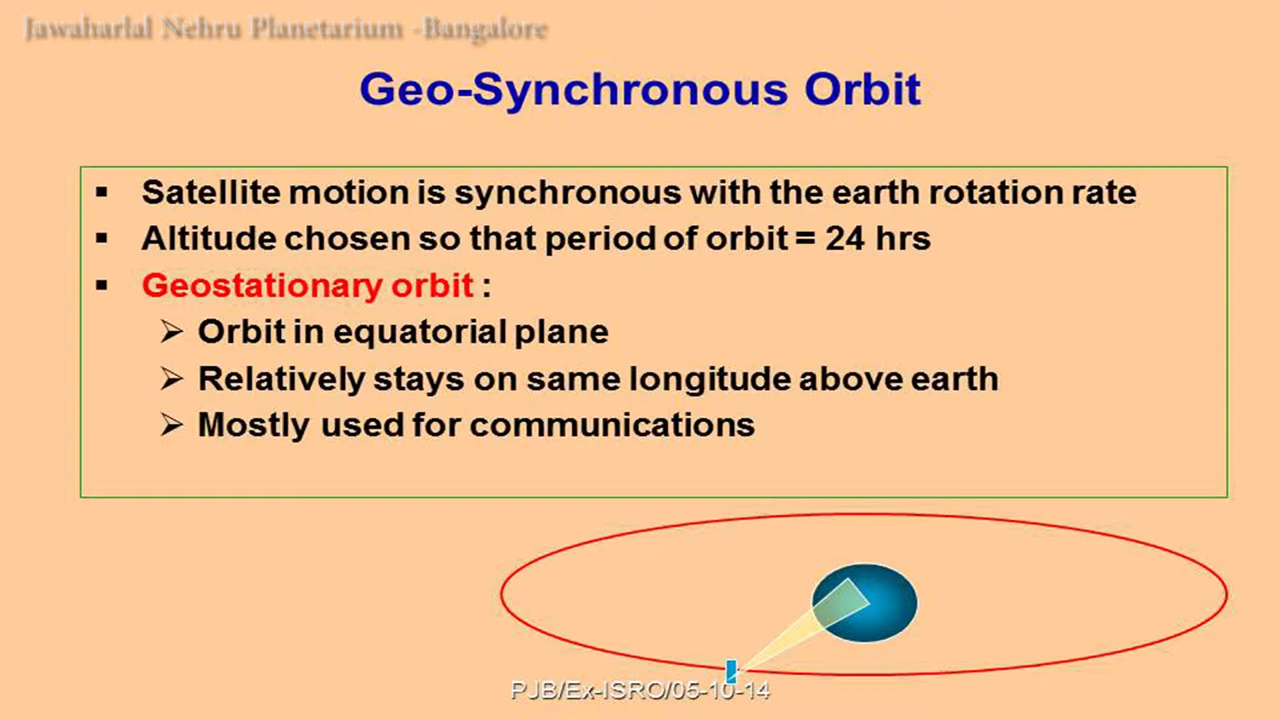 Jawaharlal Nehru Planetarium -Bangalore
Geo-Synchronous Orbit
▪ Satellite motion is synchronous with the earth rotation rate
▪ Altitude chosen so that period of orbit = 24 hrs
▪ Geostationary orbit :
➢ Orbit in equatorial plane
➢ Relatively stays on same longitude above earth
➢ Mostly used for communications
PJB/Ex-ISRO/05-10-14